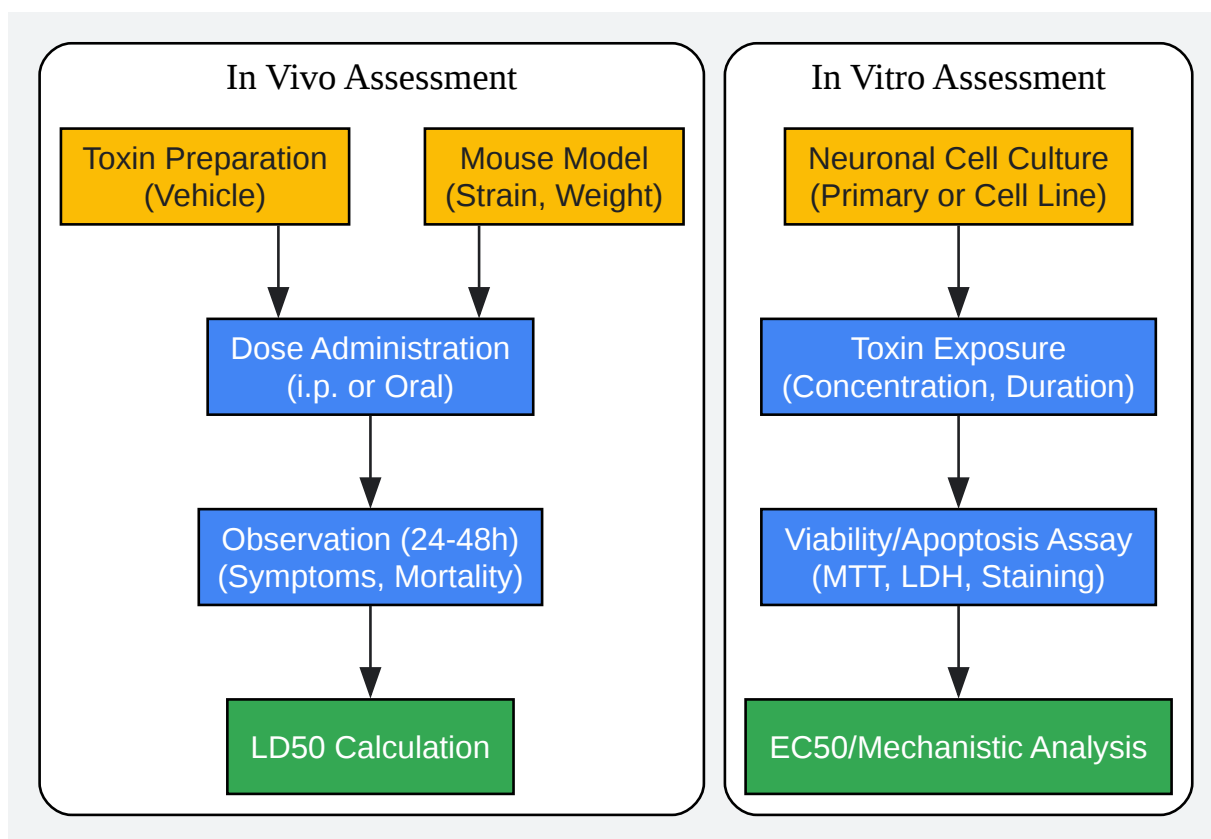 In Vivo Assessment
Toxin Preparation
(Vehicle)
Mouse Model
(Strain, Weight)
Dose Administration
(i.p. or Oral)
Observation (24-48h)
(Symptoms, Mortality)
LD50 Calculation
In Vitro Assessment
Neuronal Cell Culture
(Primary or Cell Line)
Toxin Exposure
(Concentration, Duration)
Viability/Apoptosis Assay
(MTT, LDH, Staining)
EC50/Mechanistic Analysis